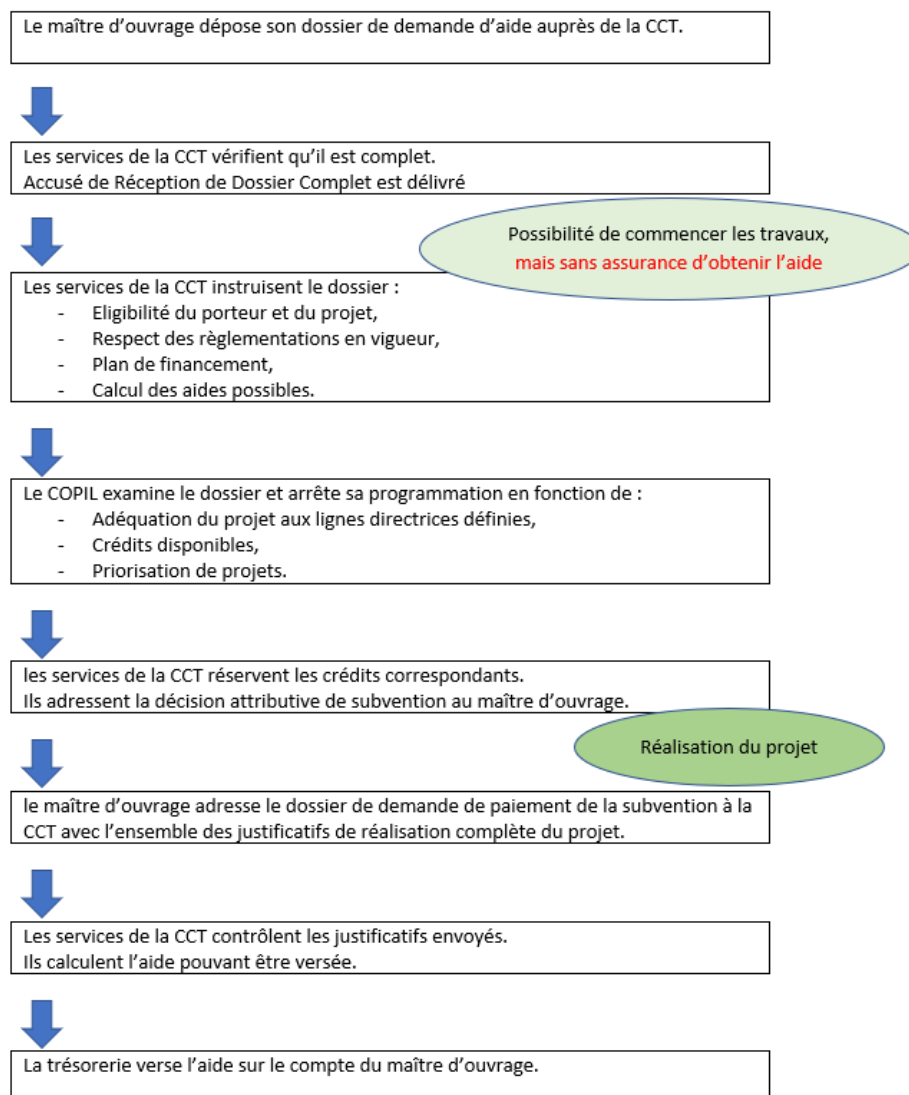 Le maître d’ouvrage dépose son dossier de demande d’aide auprès de la CCT.
Les services de la CCT vérifient qu’il est complet.
Accusé de Réception de Dossier Complet est délivré
Possibilité de commencer les travaux,
mais sans assurance d’obtenir l’aide
Les services de la CCT instruisent le dossier :
- Eligibilité du porteur et du projet,
- Respect des règlementations en vigueur,
- Plan de financement,
- Calcul des aides possibles.
Le COPIL examine le dossier et arrête sa programmation en fonction de :
- Adéquation du projet aux lignes directrices définies,
- Crédits disponibles,
- Priorisation de projets.
les services de la CCT réservent les crédits correspondants.
Ils adressent la décision attributive de subvention au maître d’ouvrage.
Réalisation du projet
le maître d’ouvrage adresse le dossier de demande de paiement de la subvention à la
CCT avec l’ensemble des justificatifs de réalisation complète du projet.
Les services de la CCT contrôlent les justificatifs envoyés.
Ils calculent l’aide pouvant être versée.
La trésorerie verse l’aide sur le compte du maître d’ouvrage.